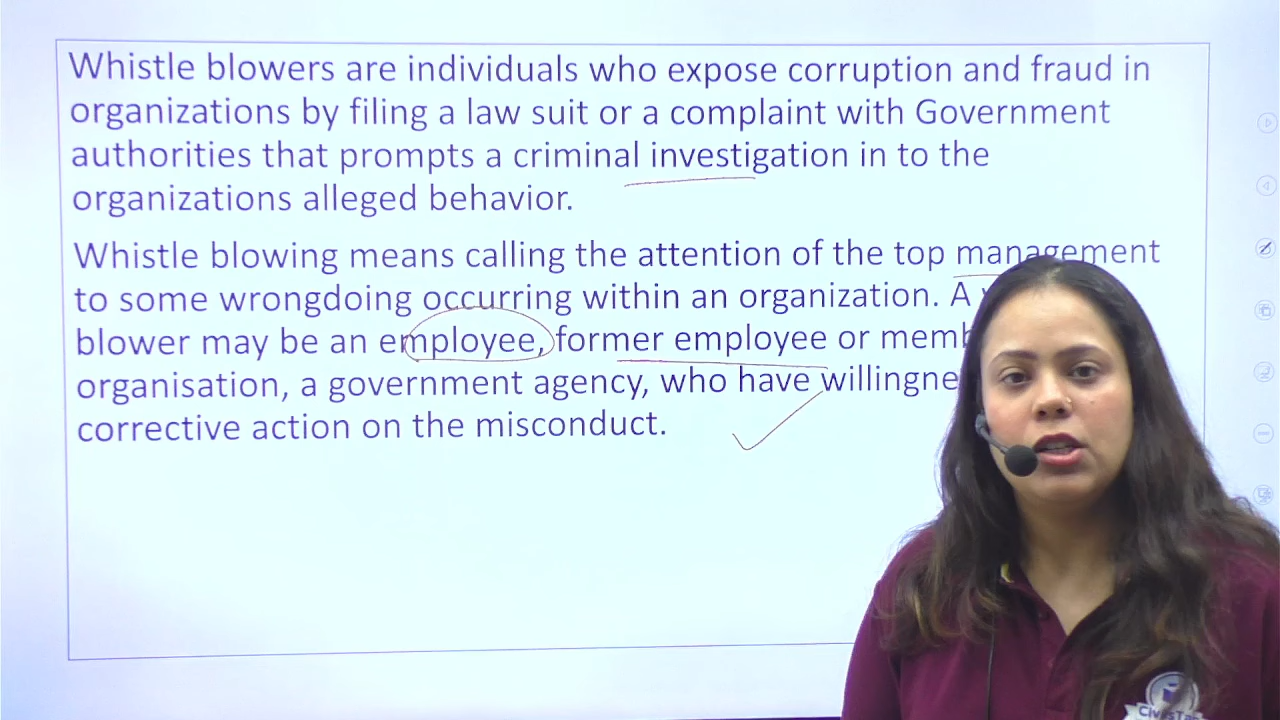 Whistle blowers are individuals who expose corruption and fraud in
organizations by filing a law suit or a complaint with Government
authorities that prompts a criminal investigation in to the
organizations alleged behavior.
Whistle blowing means calling the attention of the top management
to some wrongdoing occurring within an organization. A
blower may be an employee, former employee or
organisation, a government agency, who have
corrective action on the misconduct.